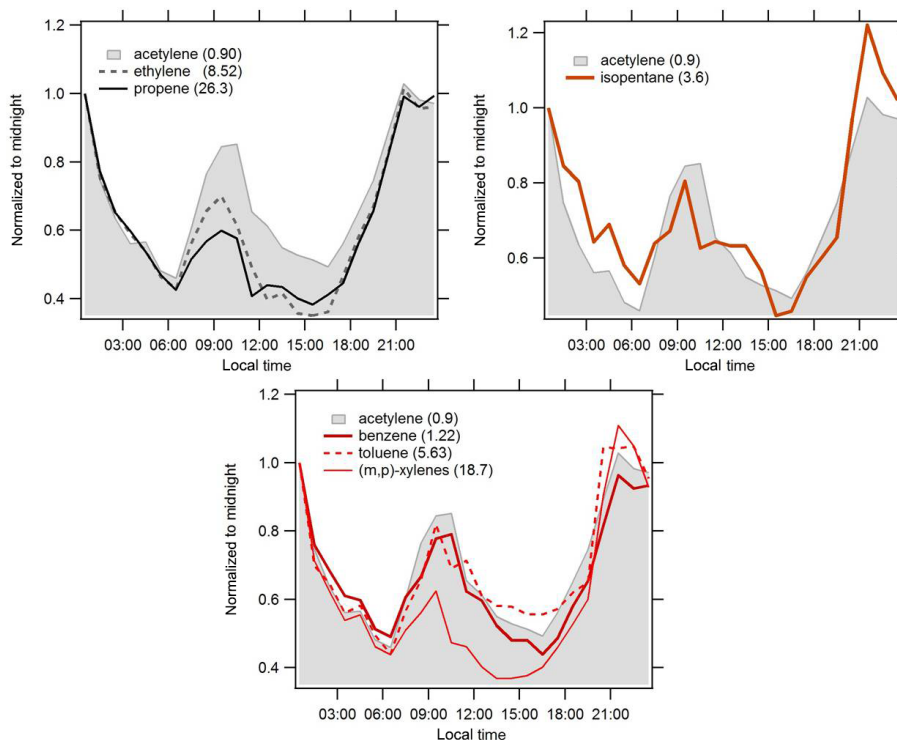 1.2
1.0
0.8
0.6
0.4
Normalized to midnight
acetylene (0.90)
ethylene (8.52)
propene (26.3)
03:00 06:00 09:00 12:00 15:00 18:00 21:00
Local time
1.2
1.0
0.8
0.6
Normalized to midnight
acetylene (0.9)
isopentane (3.6)
03:00 06:00 09:00 12:00 15:00 18:00 21:00
Local time
1.2
1.0
0.8
0.6
0.4
Normalized to midnight
acetylene (0.9)
benzene (1.22)
toluene (5.63)
(m,p)-xylenes (18.7)
03:00 06:00 09:00 12:00 15:00 18:00 21:00
Local time